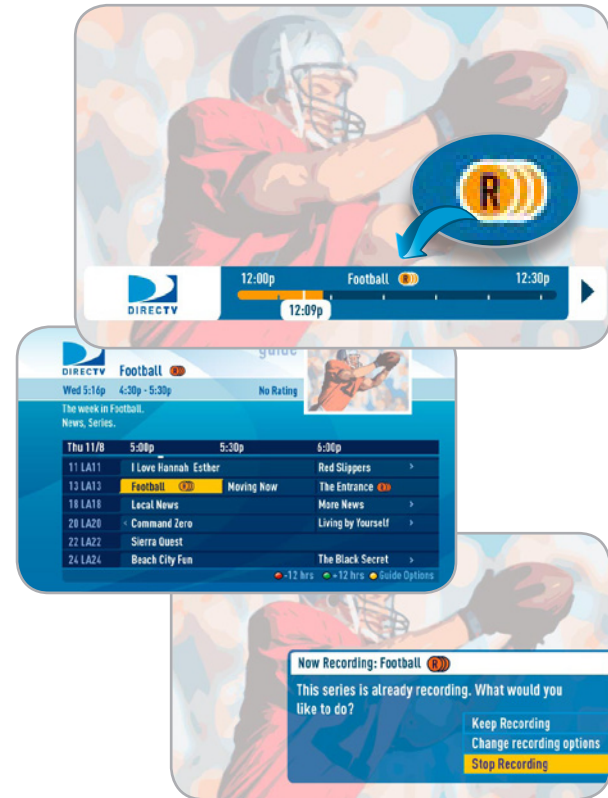 R
12:00p Football R 12:30p
DIRECTV
12:09p
guide
DIRECTV Football R
Wed 5:16p 4:30p - 5:30p No Rating
The week in Football.
News, Series.
Thu 11/8 5:00p 5:30p 6:00p
11 LA11 I Love Hannah Esther Red Slippers >
13 LA13 Football R Moving Now The Entrance R
18 LA18 Local News More News >
20 LA20 < Command Zero Living by Yourself >
22 LA22 Sierra Quest
24 LA24 Beach City Fun The Black Secret >
-12 hrs +12 hrs Guide Options
Now Recording: Football R
This series is already recording. What would you
like to do?
Keep Recording
Change recording options
Stop Recording